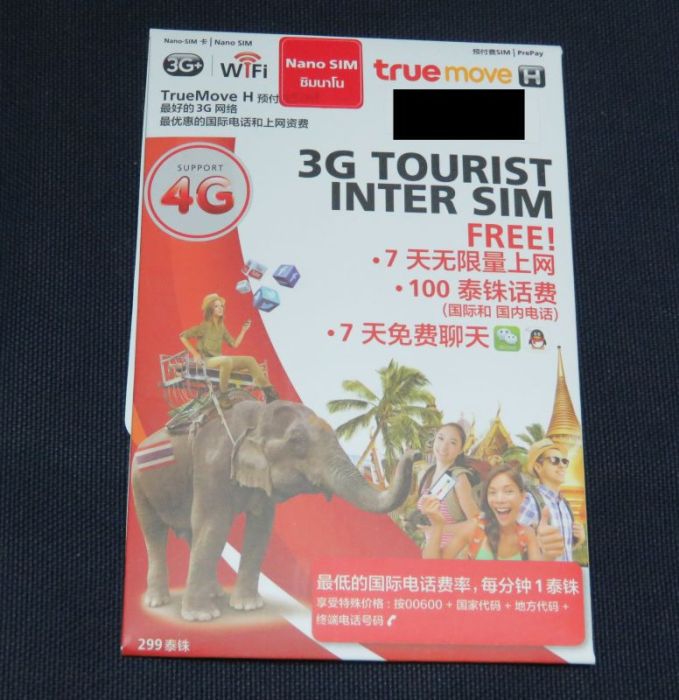 Nano-SIM 卡 | Nano SIM
预付费SIM | PrePay
3G+ WiFi
Nano SIM
ซิมนาโน
truemove H
TrueMove H 预付
最好的 3G 网络
最优惠的国际电话和上网资费
SUPPORT
4G
3G TOURIST
INTER SIM
FREE!
•7 天无限量上网
•100 泰铢话费
(国际和 国内电话)
•7 天免费聊天
最低的国际电话费率,每分钟 1 泰铢
享受特殊价格 : 按00600 + 国家代码 + 地方代码 +
终端电话号码
299 泰铢